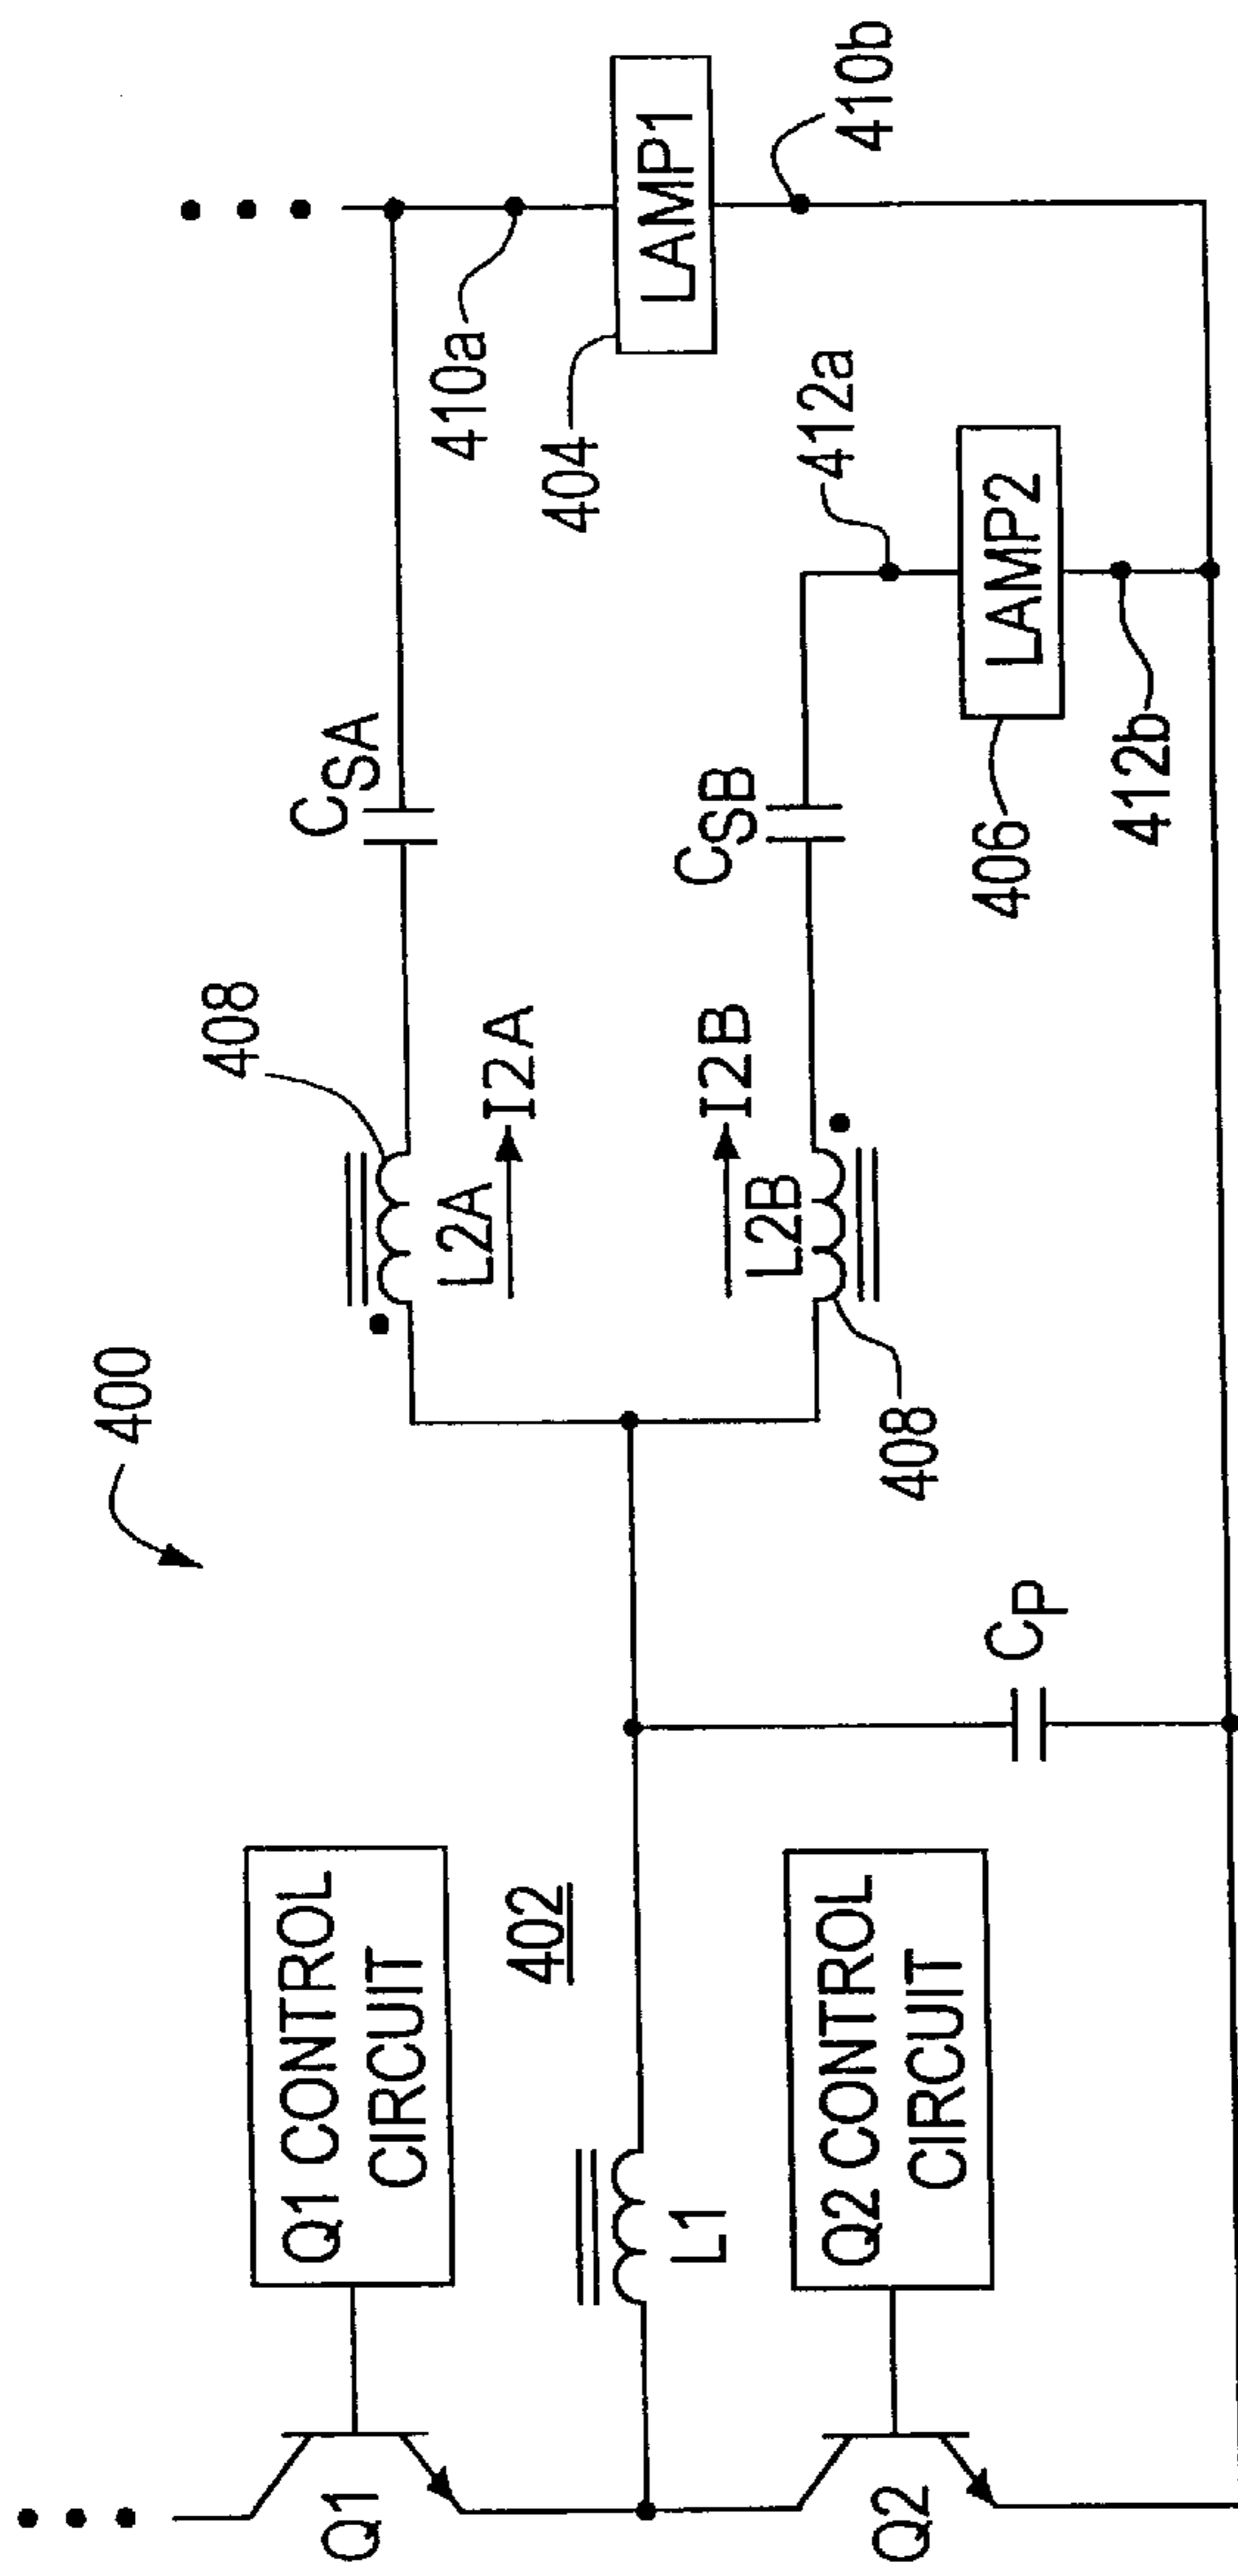 400
Q1
Q1 CONTROL
CIRCUIT
402
L1
Q2
Q2 CONTROL
CIRCUIT
CP
408
L2A
I2A
CSA
410a
404
LAMP1
410b
408
L2B
I2B
CSB
412a
406
LAMP2
412b